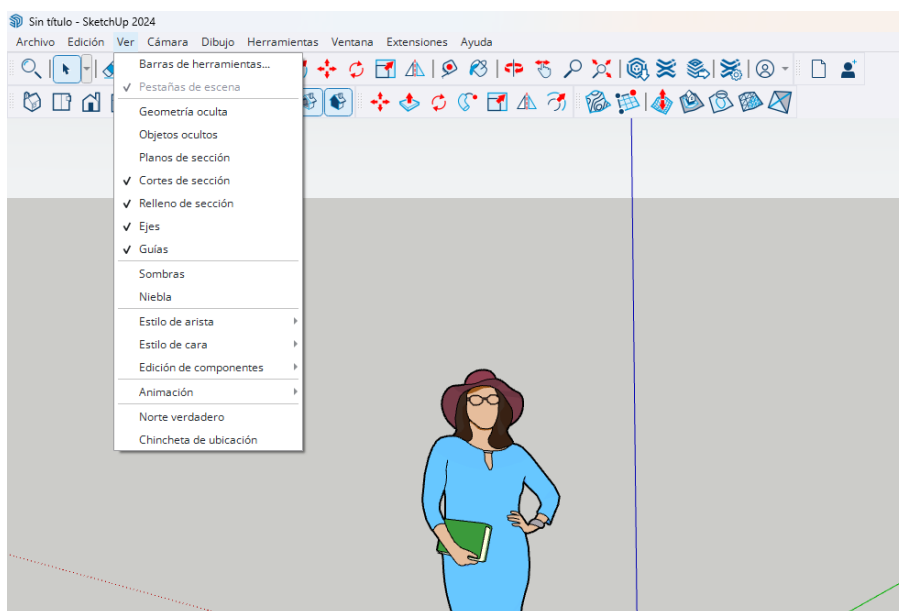 Sin título - SketchUp 2024
Archivo Edición Ver Cámara Dibujo Herramientas Ventana Extensiones Ayuda
Barras de herramientas...
✓ Pestañas de escena
Geometría oculta
Objetos ocultos
Planos de sección
✓ Cortes de sección
✓ Relleno de sección
✓ Ejes
✓ Guías
Sombras
Niebla
Estilo de arista
Estilo de cara
Edición de componentes
Animación
Norte verdadero
Chincheta de ubicación